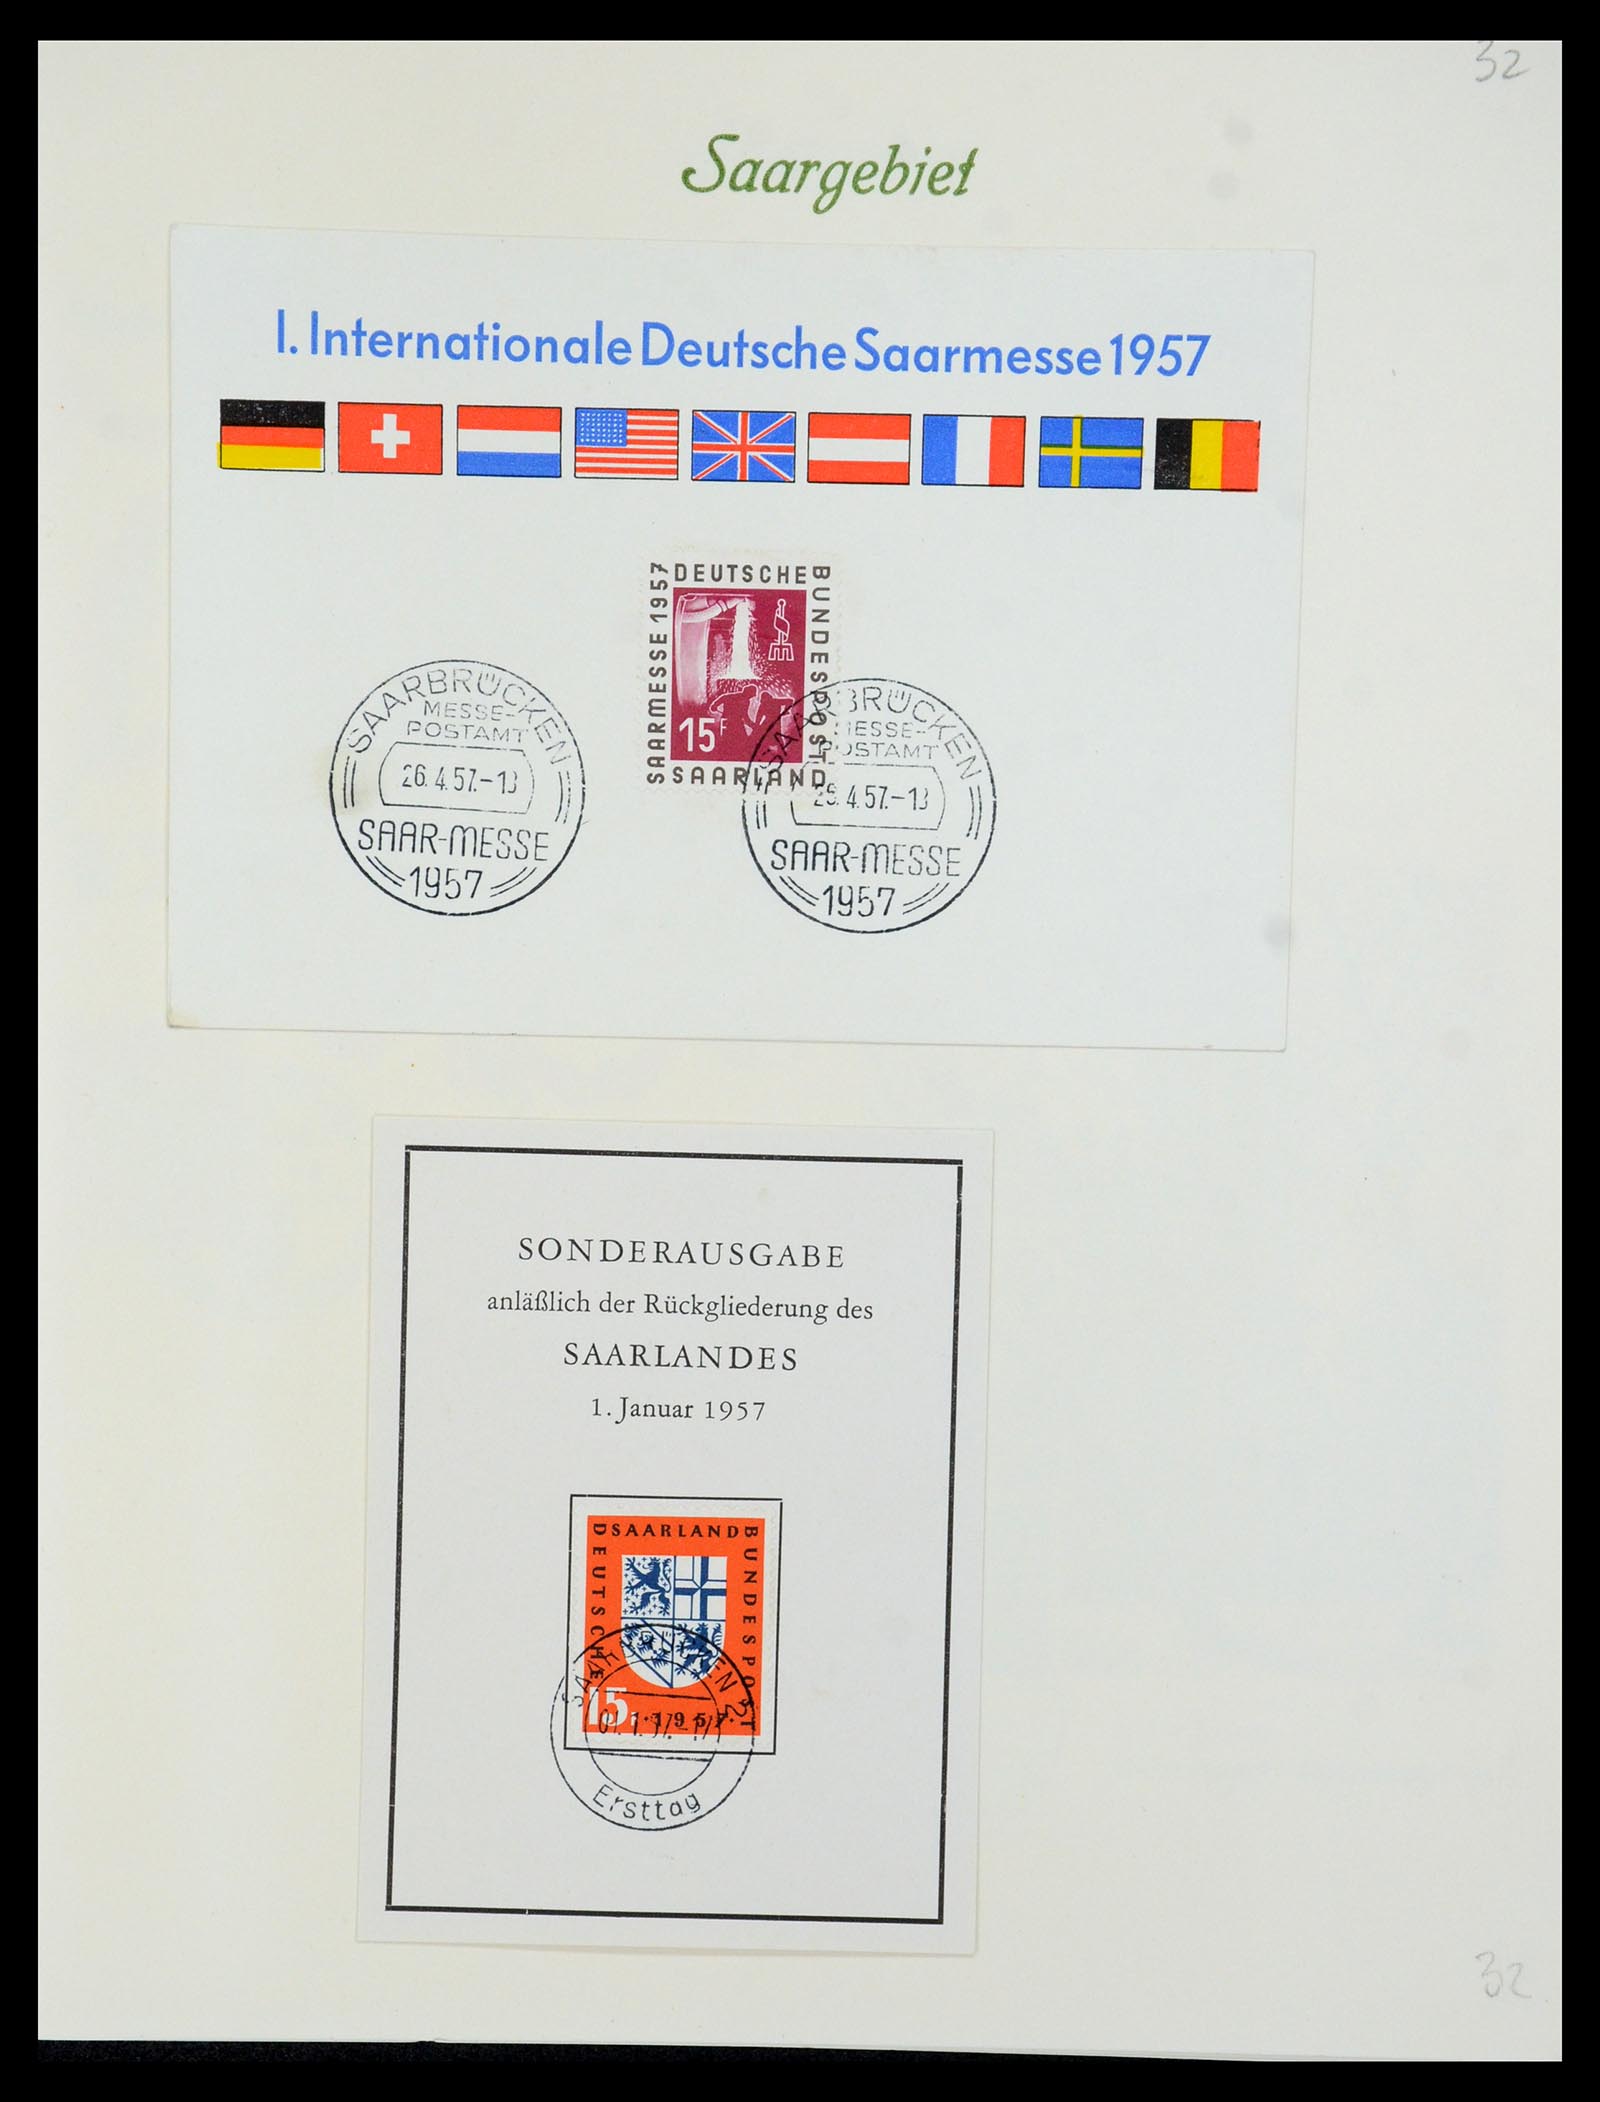 32
Saargebiet
I. Internationale Deutsche Saarmesse 1957
DEUTSCHE
BUNDESPOST
SAARMESSE 1957
15F
SAARLAND
SAARBRÜCKEN
MESSE-
POSTAMT
26.4.57.-13
SAAR-MESSE
1957
SAARBRÜCKEN
MESSE-
POSTAMT
4.57.-13
SAAR-MESSE
1957
SONDERAUSGABE
anläßlich der Rückgliederung des
SAARLANDES
1. Januar 1957
SAARLAND
DEUTSCHE
BUNDESPOST
15
1957
Ersttag
32